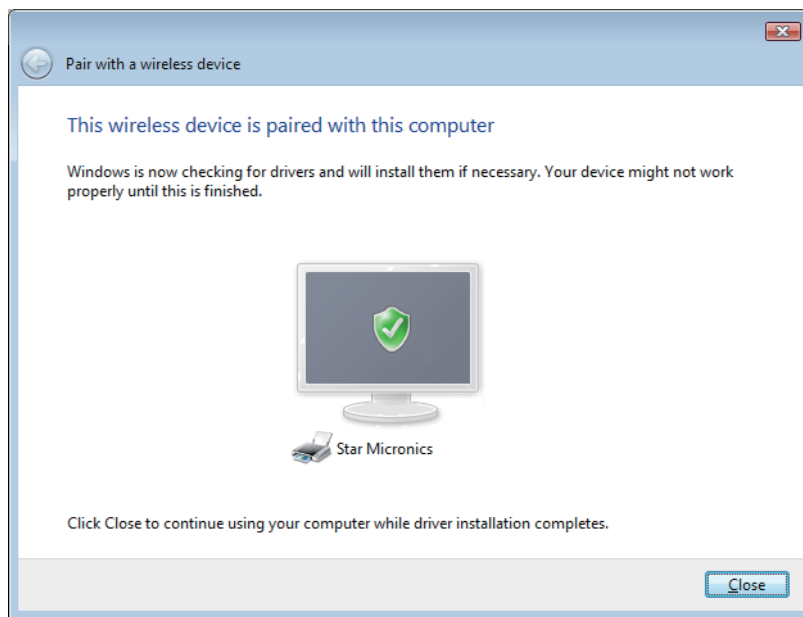 Pair with a wireless device
This wireless device is paired with this computer
Windows is now checking for drivers and will install them if necessary. Your device might not work
properly until this is finished.
Star Micronics
Click Close to continue using your computer while driver installation completes.
Close